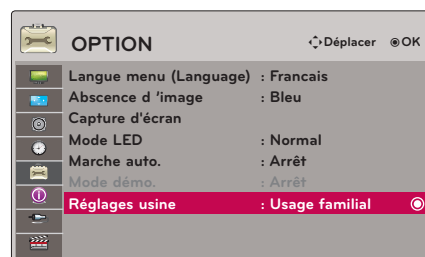 OPTION Déplacer OK
Langue menu (Language) : Francais
Abscence d 'image : Bleu
Capture d'écran
Mode LED : Normal
Marche auto. : Arrêt
Mode démo. : Arrêt
Réglages usine : Usage familial